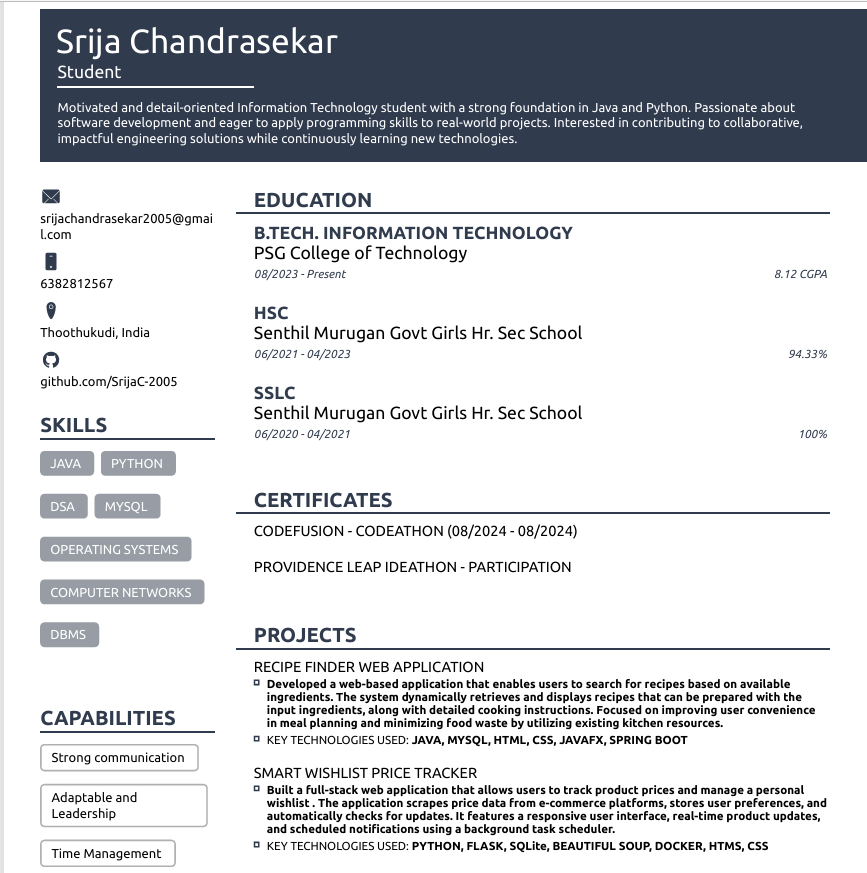 Srija Chandrasekar
Student
Motivated and detail-oriented Information Technology student with a strong foundation in Java and Python. Passionate about
software development and eager to apply programming skills to real-world projects. Interested in contributing to collaborative,
impactful engineering solutions while continuously learning new technologies.
srijachandrasekar2005@gmai
l.com
6382812567
Thoothukudi, India
github.com/SrijaC-2005
SKILLS
JAVA PYTHON
DSA MYSQL
OPERATING SYSTEMS
COMPUTER NETWORKS
DBMS
CAPABILITIES
Strong communication
Adaptable and
Leadership
Time Management
EDUCATION
B.TECH. INFORMATION TECHNOLOGY
PSG College of Technology
08/2023 - Present 8.12 CGPA
HSC
Senthil Murugan Govt Girls Hr. Sec School
06/2021 - 04/2023 94.33%
SSLC
Senthil Murugan Govt Girls Hr. Sec School
06/2020 - 04/2021 100%
CERTIFICATES
CODEFUSION - CODEATHON (08/2024 - 08/2024)
PROVIDENCE LEAP IDEATHON - PARTICIPATION
PROJECTS
RECIPE FINDER WEB APPLICATION
Developed a web-based application that enables users to search for recipes based on available
ingredients. The system dynamically retrieves and displays recipes that can be prepared with the
input ingredients, along with detailed cooking instructions. Focused on improving user convenience
in meal planning and minimizing food waste by utilizing existing kitchen resources.
KEY TECHNOLOGIES USED: JAVA, MYSQL, HTML, CSS, JAVAFX, SPRING BOOT
SMART WISHLIST PRICE TRACKER
Built a full-stack web application that allows users to track product prices and manage a personal
wishlist . The application scrapes price data from e-commerce platforms, stores user preferences, and
automatically checks for updates. It features a responsive user interface, real-time product updates,
and scheduled notifications using a background task scheduler.
KEY TECHNOLOGIES USED: PYTHON, FLASK, SQLite, BEAUTIFUL SOUP, DOCKER, HTMS, CSS